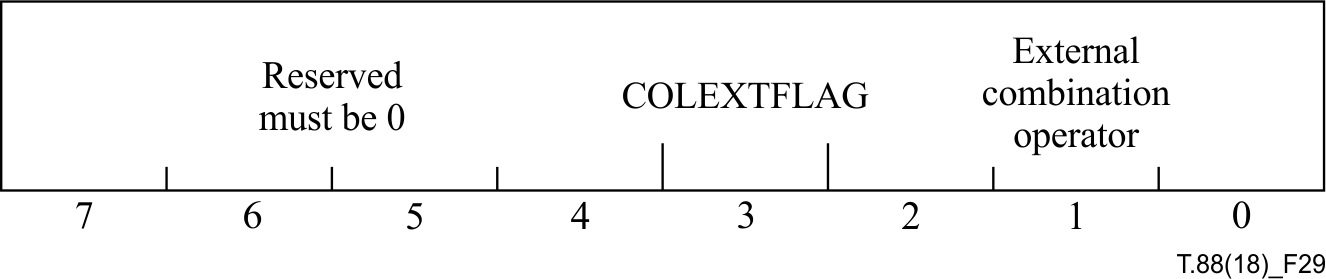 Reserved
must be 0
COLEXTFLAG
External
combination
operator
7 6 5 4 3 2 1 0
T.88(18)_F29